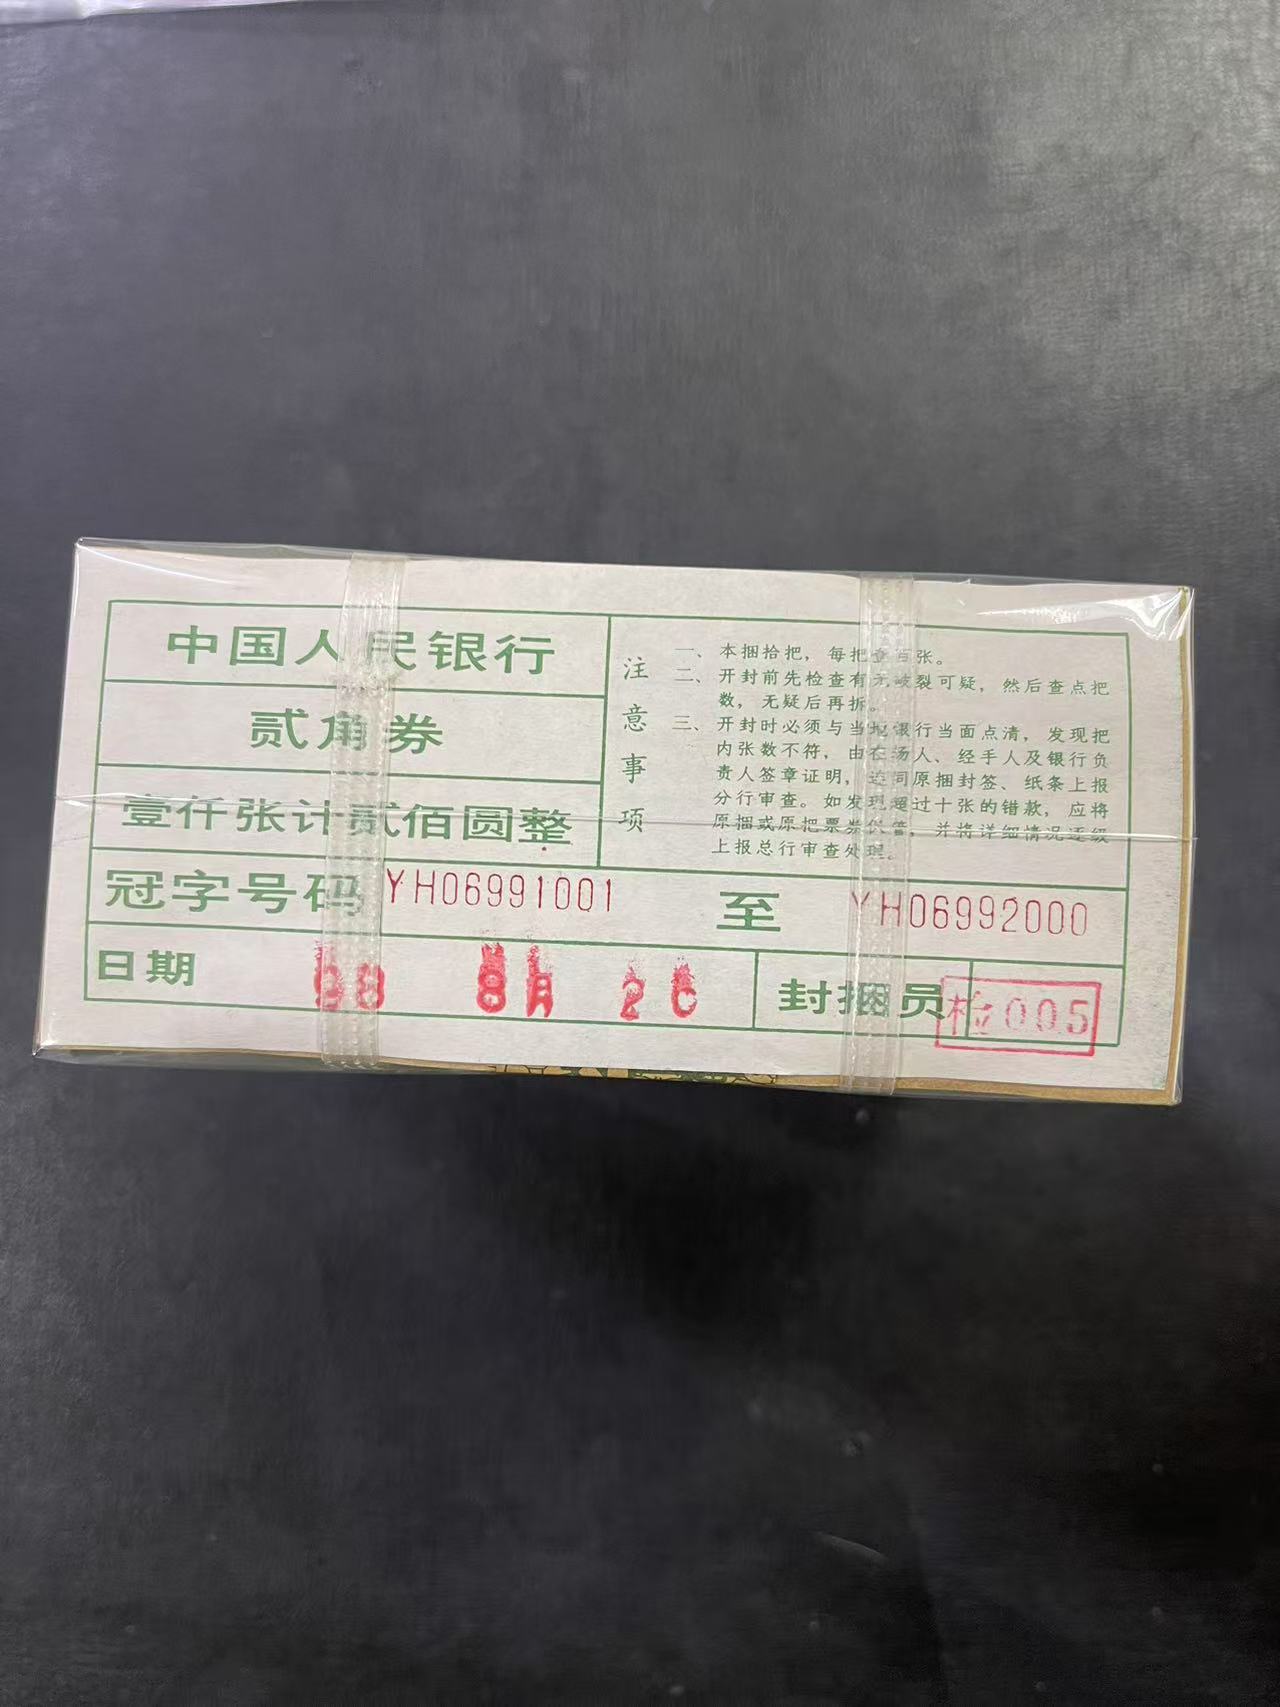 中国人民银行
贰角券
壹仟张计贰佰圆整
注意事项
一、本捆拾把，每把壹百张。
二、开封前先检查有无破裂可疑，然后查点把
数，无疑后再拆。
三、开封时必须与当地银行当面点清，发现把
内张数不符，由在场人、经手人及银行负
责人签章证明，连同原捆封签、纸条上报
分行审查。如发现超过十张的错款，应将
原捆或原把票券保管，并将详细情况逐级
上报总行审查处理。
冠字号码 YH06991001 至 YH06992000
日期 98 8月 20 封捆员 检005